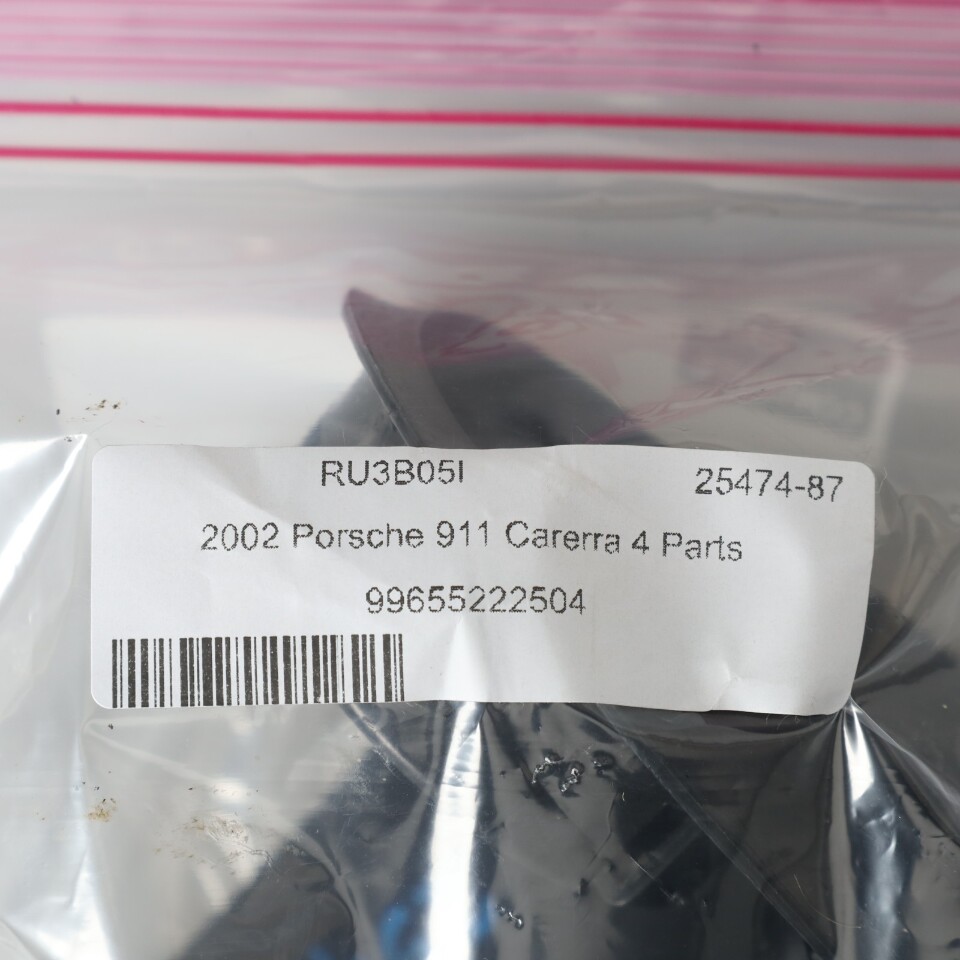 RU3B05I 25474-87
2002 Porsche 911 Carerra 4 Parts
99655222504